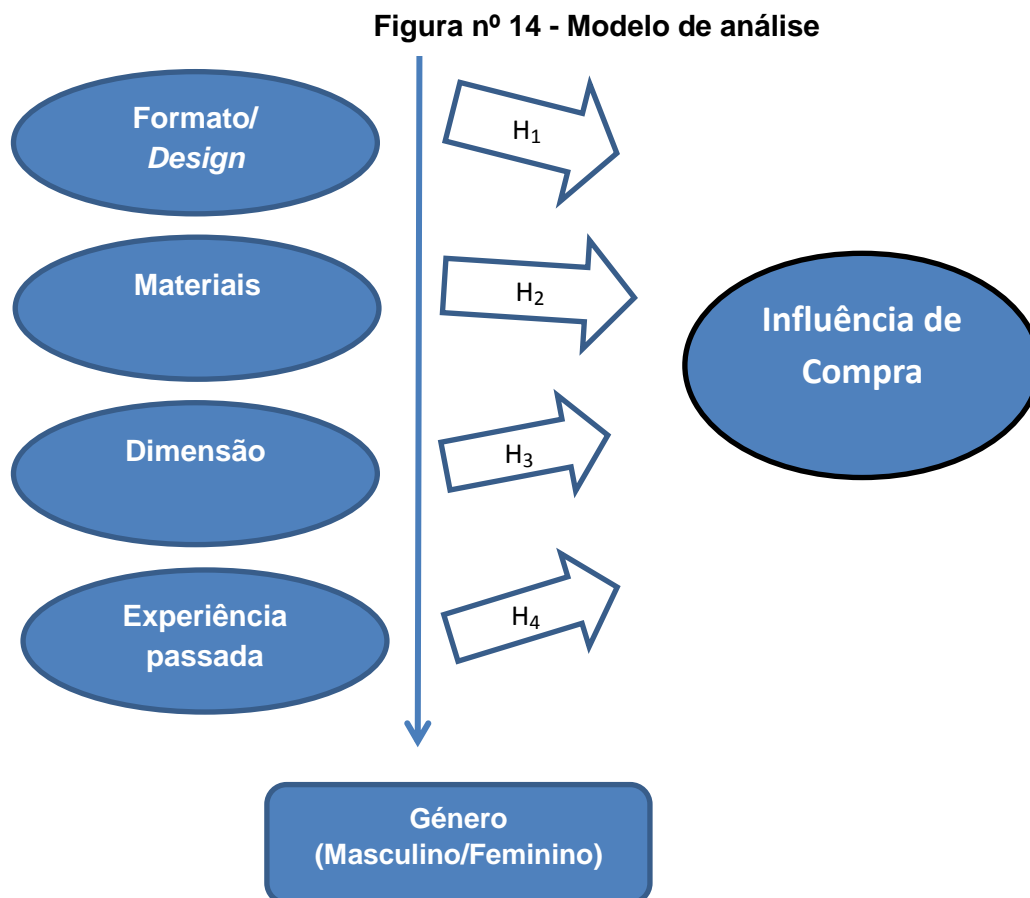 Figura nº 14 - Modelo de análise
Formato/
Design
H₁
Materiais
H₂
Influência de
Compra
Dimensão
H₃
Experiência
passada
H₄
Género
(Masculino/Feminino)